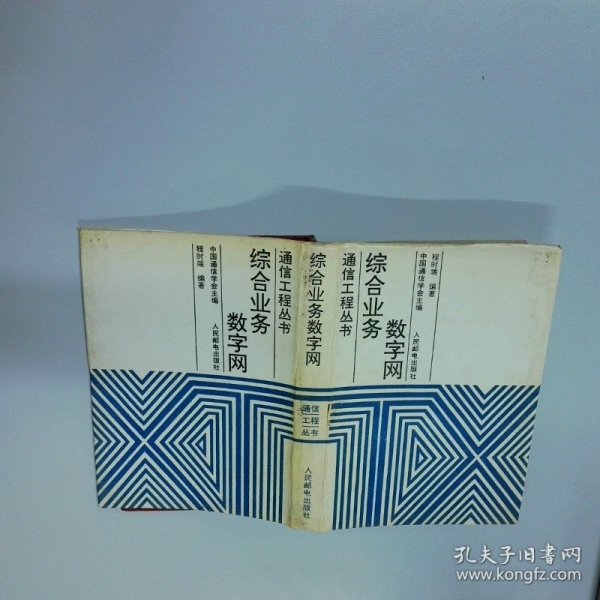 程时端 编著
中国通信学会主编
人民邮电出版社
数字网
综合业务
通信工程丛书
综合业务数字网
通信
工程
丛书
人民邮电出版社
通信工程丛书
综合业务
数字网
中国通信学会主编
程时端 编著
人民邮电出版社
孔夫子旧书网
www.kongfz.com